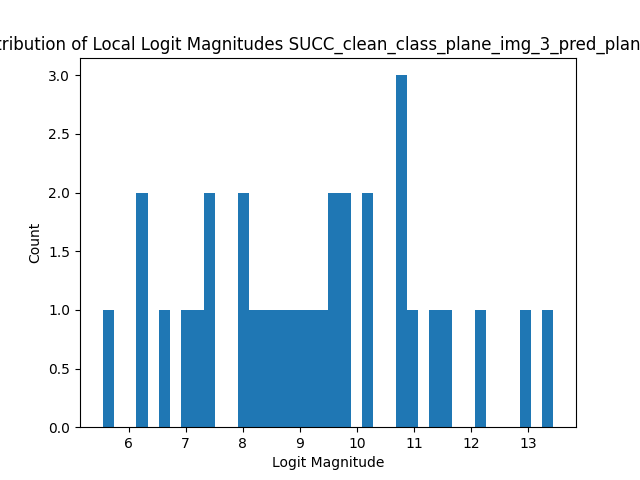 tribution of Local Logit Magnitudes SUCC_clean_class_plane_img_3_pred_plan
3.0
2.5
2.0
1.5
1.0
0.5
0.0
Count
6 7 8 9 10 11 12 13
Logit Magnitude